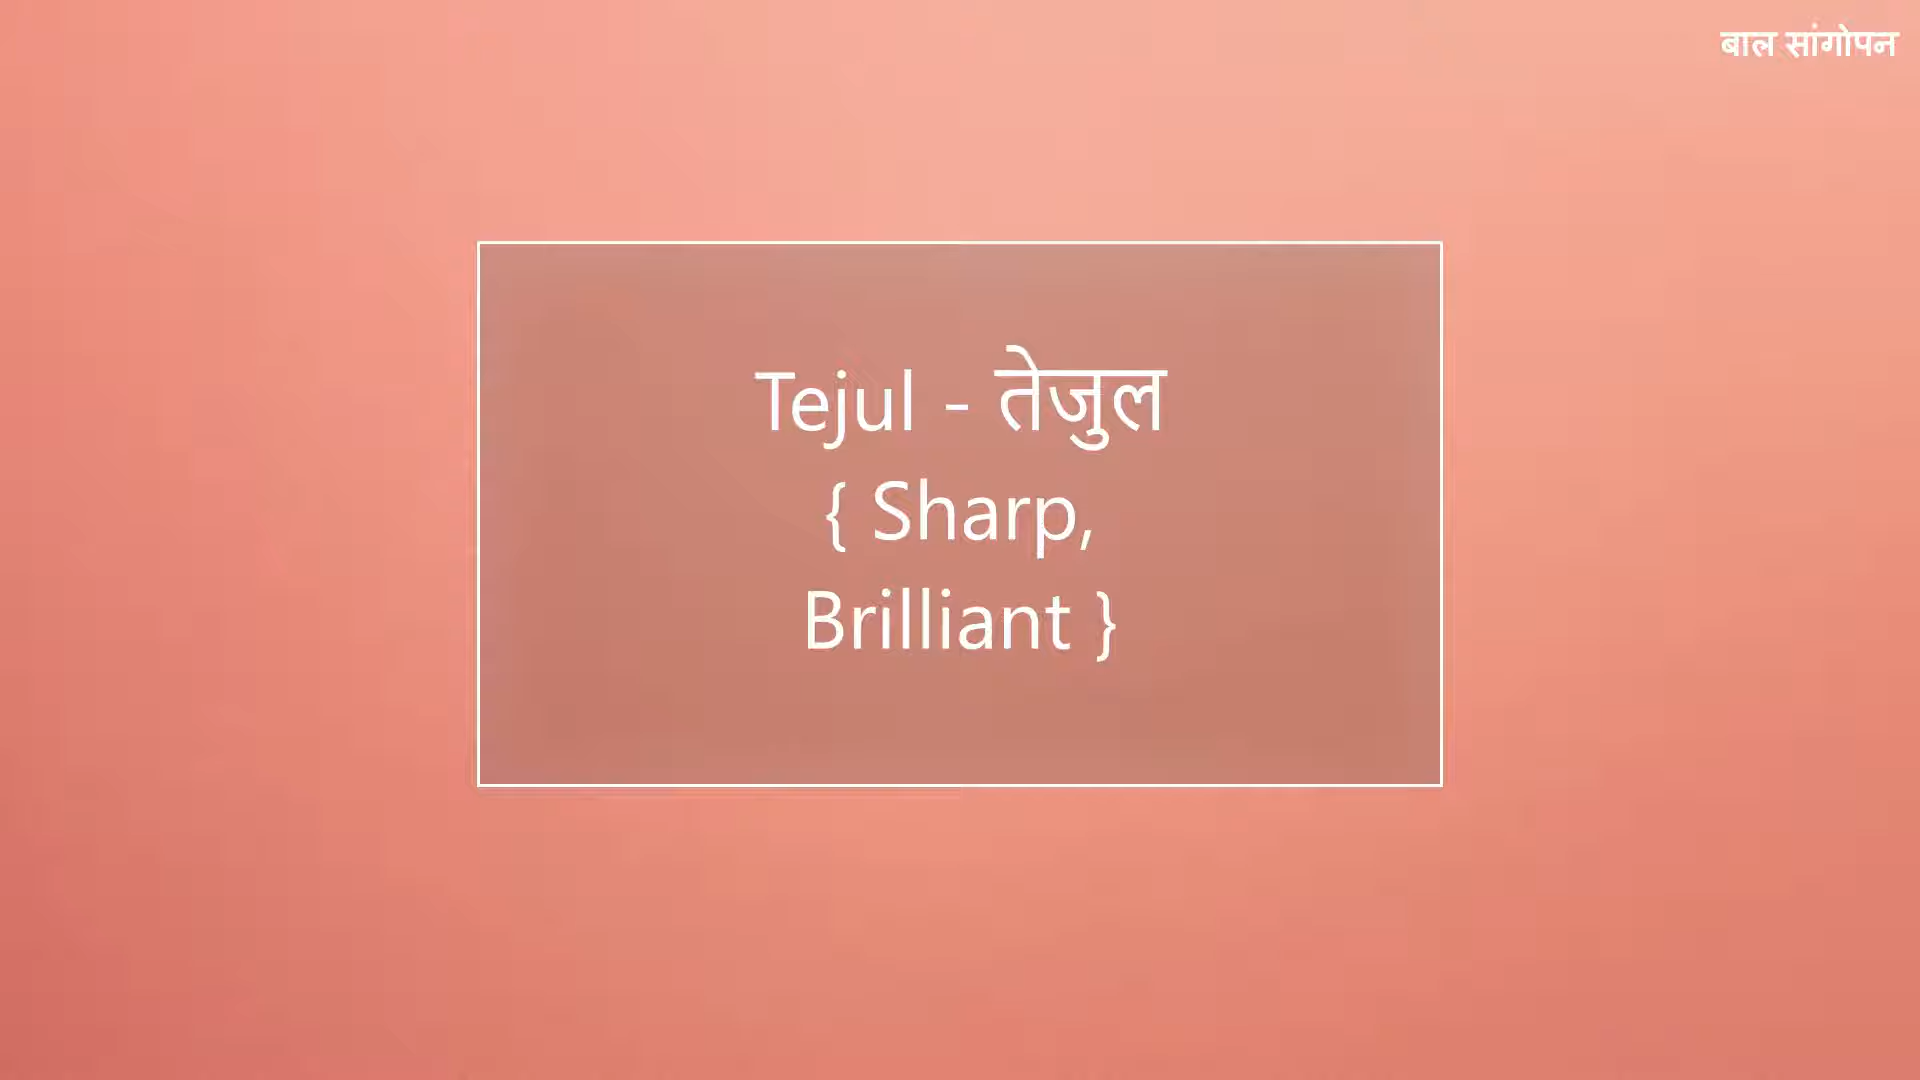 बाल सांगोपन
Tejul - तेजुल
{ Sharp,
Brilliant }